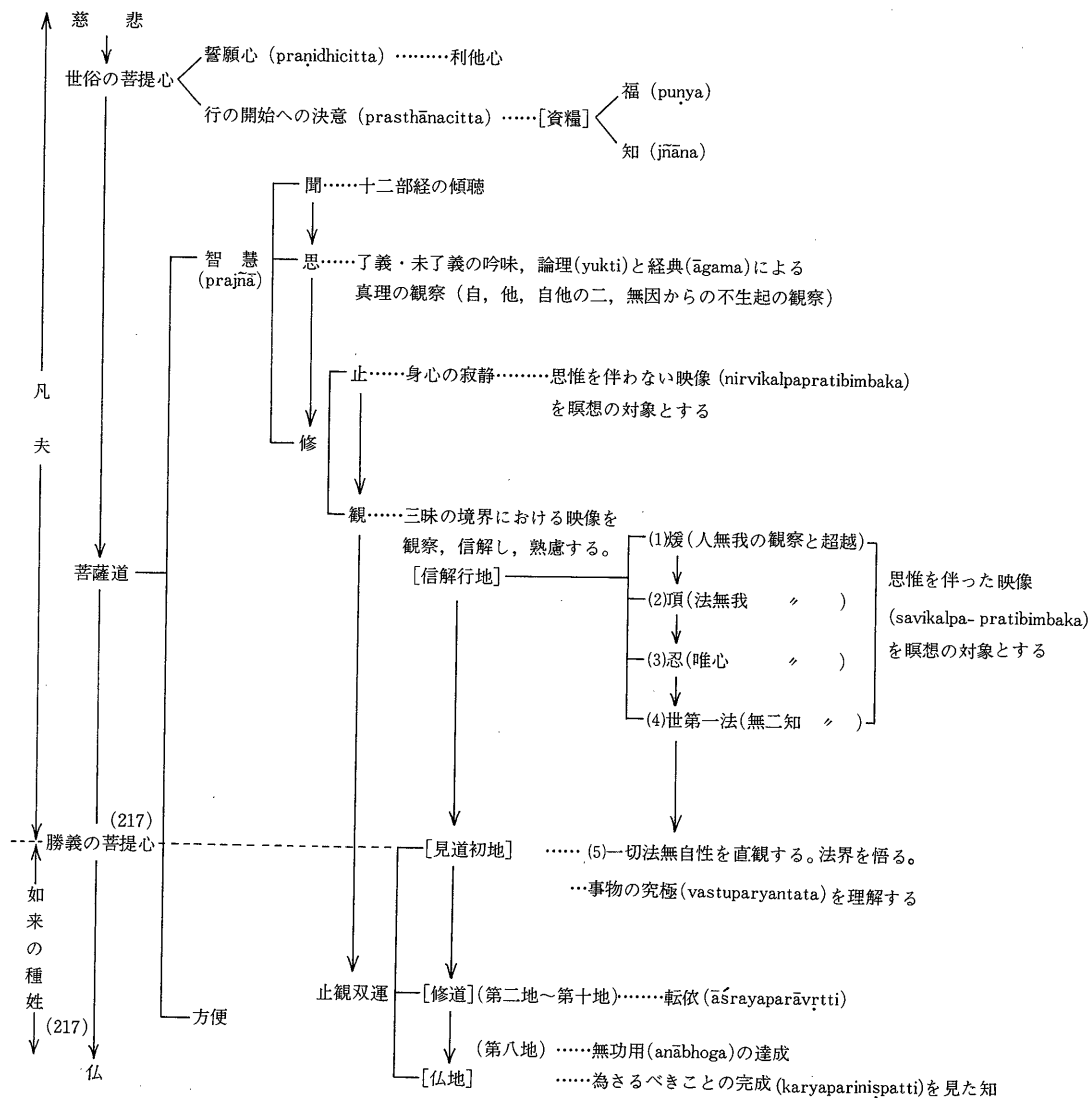 慈 悲
誓願心 (praṇidhicitta) ………利他心
世俗の菩提心
福 (puṇya)
行の開始への決意 (prasthānacitta) ……[資糧]
知 (jñāna)
聞……十二部経の傾聴
智 慧
(prajñā)
思……了義・未了義の吟味，論理(yukti)と経典(āgama)による
真理の観察（自，他，自他の二，無因からの不生起の観察）
止……身心の寂静………思惟を伴わない映像 (nirvikalpapratibimbaka)
を瞑想の対象とする
凡夫
修
観……三昧の境界における映像を
観察，信解し，熟慮する。
(1)煖(人無我の観察と超越)
菩薩道
[信解行地]
(2)頂(法無我 〃 )
(3)忍(唯心 〃 )
(4)世第一法(無二知 〃 )
思惟を伴った映像
(savikalpa- pratibimbaka)
を瞑想の対象とする
(217)
勝義の菩提心
[見道初地] ……(5)一切法無自性を直観する。法界を悟る。
…事物の究極(vastuparyantata)を理解する
如来の種姓
止観双運
[修道](第二地〜第十地)………転依(āśrayaparāvṛtti)
方便
(217)
(第八地) ……無功用(anābhoga)の達成
仏
[仏地] ……為さるべきことの完成(karyapariniṣpatti)を見た知